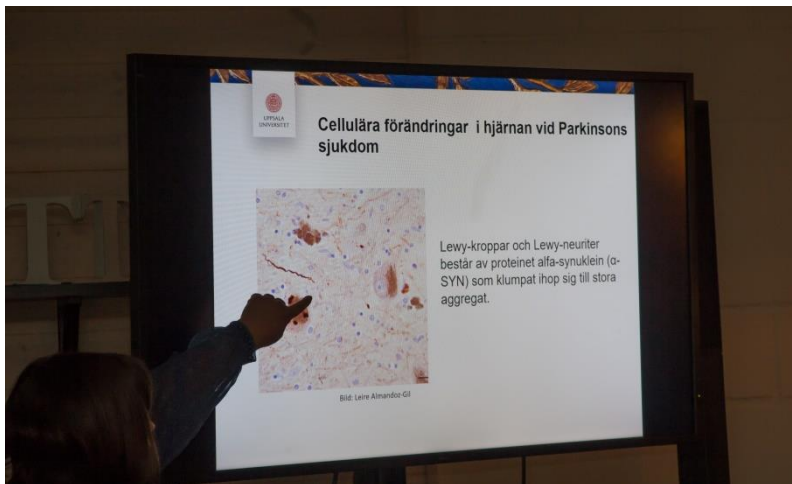 UPPSALA
UNIVERSITET
Cellulära förändringar i hjärnan vid Parkinsons
sjukdom
Lewy-kroppar och Lewy-neuriter
består av proteinet alfa-synuklein (α-
SYN) som klumpat ihop sig till stora
aggregat.
Bild: Leire Almandoz-Gil